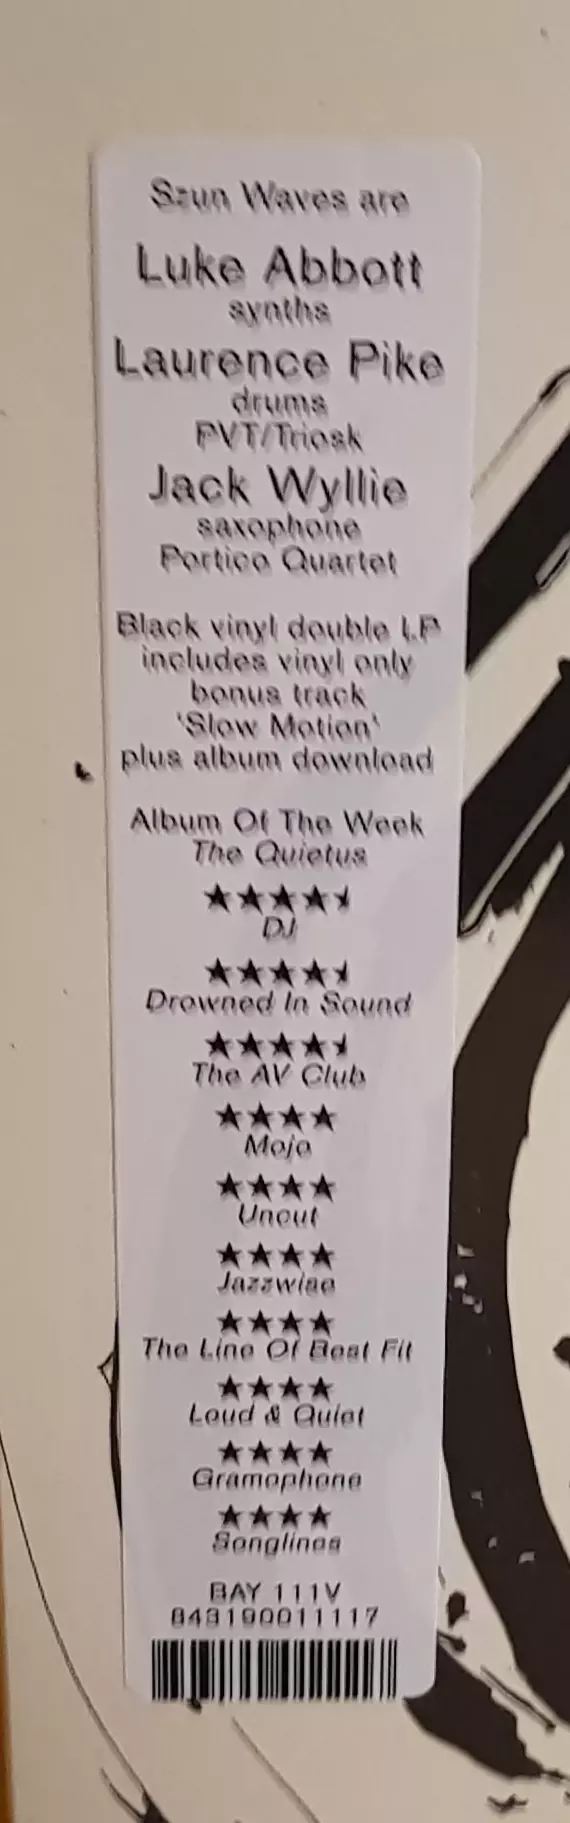 Szun Waves are
Luke Abbott
synths
Laurence Pike
drums
PVT/Triosk
Jack Wyllie
saxophone
Portico Quartet
Black vinyl double LP
includes vinyl only
bonus track
'Slow Motion'
plus album download
Album Of The Week
The Quietus
★★★★½
DJ
★★★★½
Drowned In Sound
★★★★½
The AV Club
★★★★
Mojo
★★★★
Uncut
★★★★
Jazzwise
★★★★
The Line Of Best Fit
★★★★
Loud & Quiet
★★★★
Gramophone
★★★★
Songlines
BAY 111V
843190011117